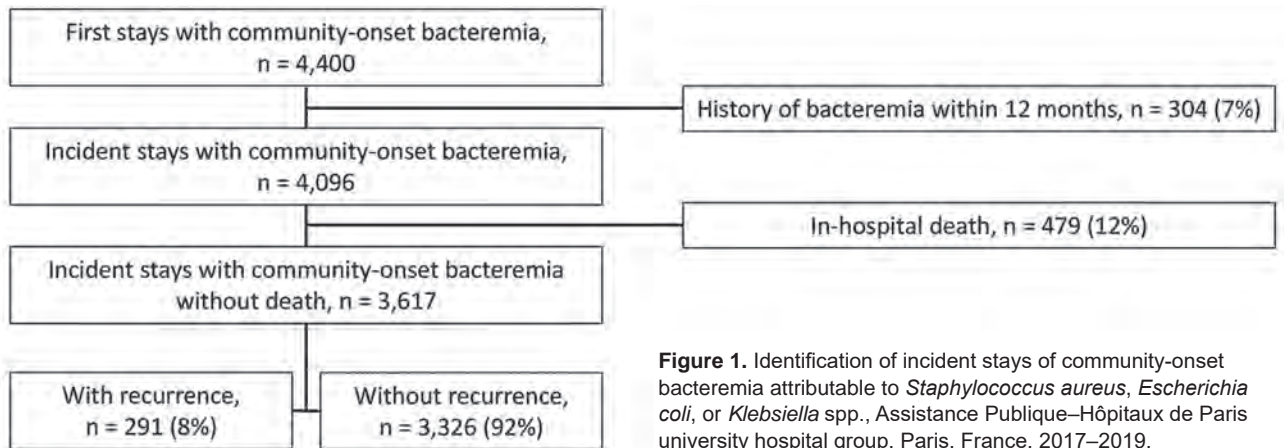 First stays with community-onset bacteremia,
n = 4,400
History of bacteremia within 12 months, n = 304 (7%)
Incident stays with community-onset bacteremia,
n = 4,096
In-hospital death, n = 479 (12%)
Incident stays with community-onset bacteremia
without death, n = 3,617
With recurrence,
n = 291 (8%)
Without recurrence,
n = 3,326 (92%)
Figure 1. Identification of incident stays of community-onset
bacteremia attributable to Staphylococcus aureus, Escherichia
coli, or Klebsiella spp., Assistance Publique–Hôpitaux de Paris
university hospital group, Paris, France, 2017–2019.